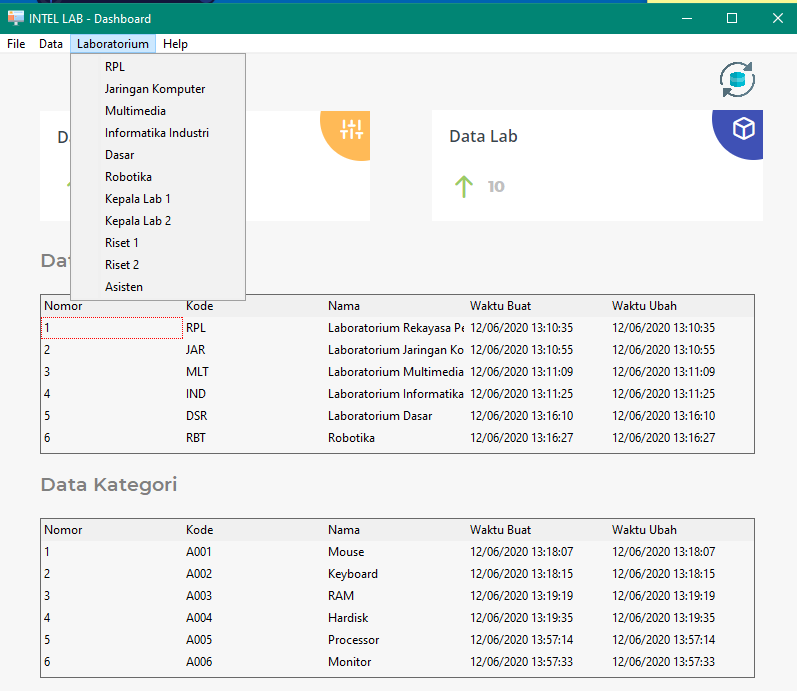 INTEL LAB - Dashboard
File Data Laboratorium Help
RPL
Jaringan Komputer
Multimedia
Informatika Industri
Dasar
Robotika
Kepala Lab 1
Kepala Lab 2
Riset 1
Riset 2
Asisten
Data Lab
10
Nomor Kode Nama Waktu Buat Waktu Ubah
1 RPL Laboratorium Rekayasa Pe 12/06/2020 13:10:35 12/06/2020 13:10:35
2 JAR Laboratorium Jaringan Ko 12/06/2020 13:10:55 12/06/2020 13:10:55
3 MLT Laboratorium Multimedia 12/06/2020 13:11:09 12/06/2020 13:11:09
4 IND Laboratorium Informatika 12/06/2020 13:11:25 12/06/2020 13:11:25
5 DSR Laboratorium Dasar 12/06/2020 13:16:10 12/06/2020 13:16:10
6 RBT Robotika 12/06/2020 13:16:27 12/06/2020 13:16:27
Data Kategori
Nomor Kode Nama Waktu Buat Waktu Ubah
1 A001 Mouse 12/06/2020 13:18:07 12/06/2020 13:18:07
2 A002 Keyboard 12/06/2020 13:18:15 12/06/2020 13:18:15
3 A003 RAM 12/06/2020 13:19:19 12/06/2020 13:19:19
4 A004 Hardisk 12/06/2020 13:19:35 12/06/2020 13:19:35
5 A005 Processor 12/06/2020 13:57:14 12/06/2020 13:57:14
6 A006 Monitor 12/06/2020 13:57:33 12/06/2020 13:57:33